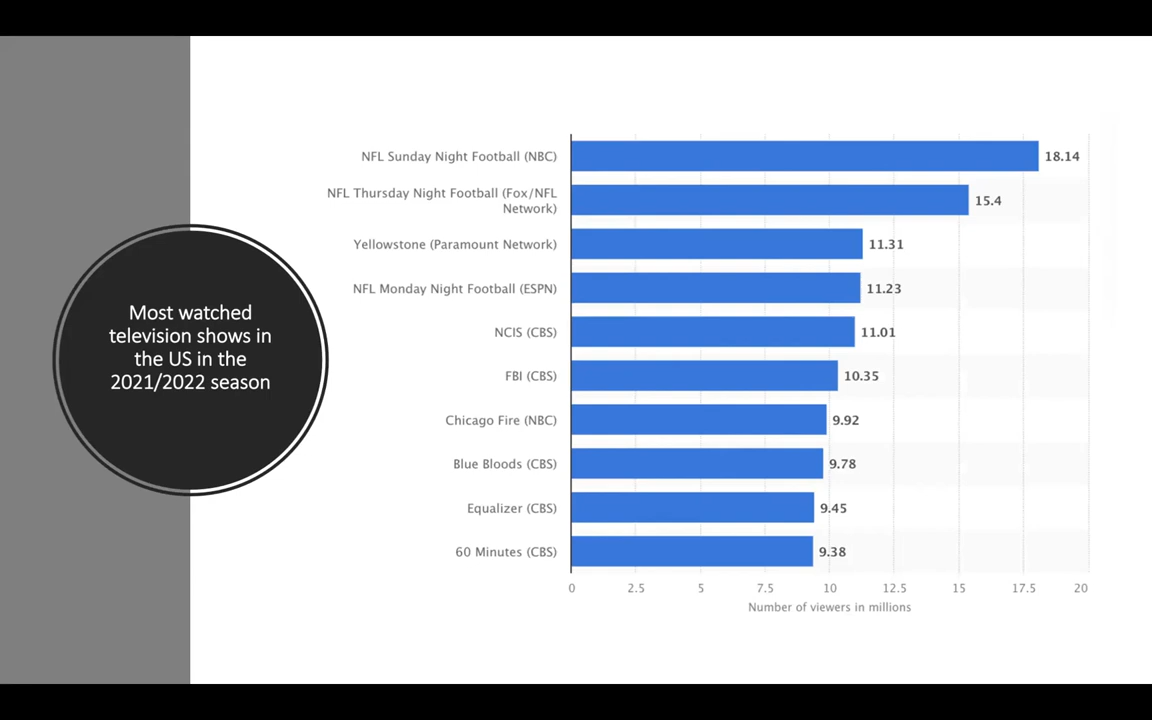 Most watched
television shows in
the US in the
2021/2022 season
NFL Sunday Night Football (NBC)
18.14
NFL Thursday Night Football (Fox/NFL
Network)
15.4
Yellowstone (Paramount Network)
11.31
NFL Monday Night Football (ESPN)
11.23
NCIS (CBS)
11.01
FBI (CBS)
10.35
Chicago Fire (NBC)
9.92
Blue Bloods (CBS)
9.78
Equalizer (CBS)
9.45
60 Minutes (CBS)
9.38
0 2.5 5 7.5 10 12.5 15 17.5 20
Number of viewers in millions